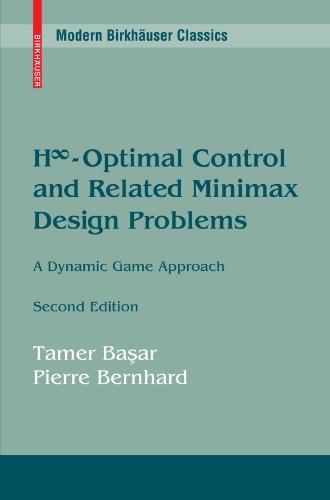 BIRKHÄUSER
Modern Birkhäuser Classics
H∞-Optimal Control
and Related Minimax
Design Problems
A Dynamic Game Approach
Second Edition
Tamer Başar
Pierre Bernhard